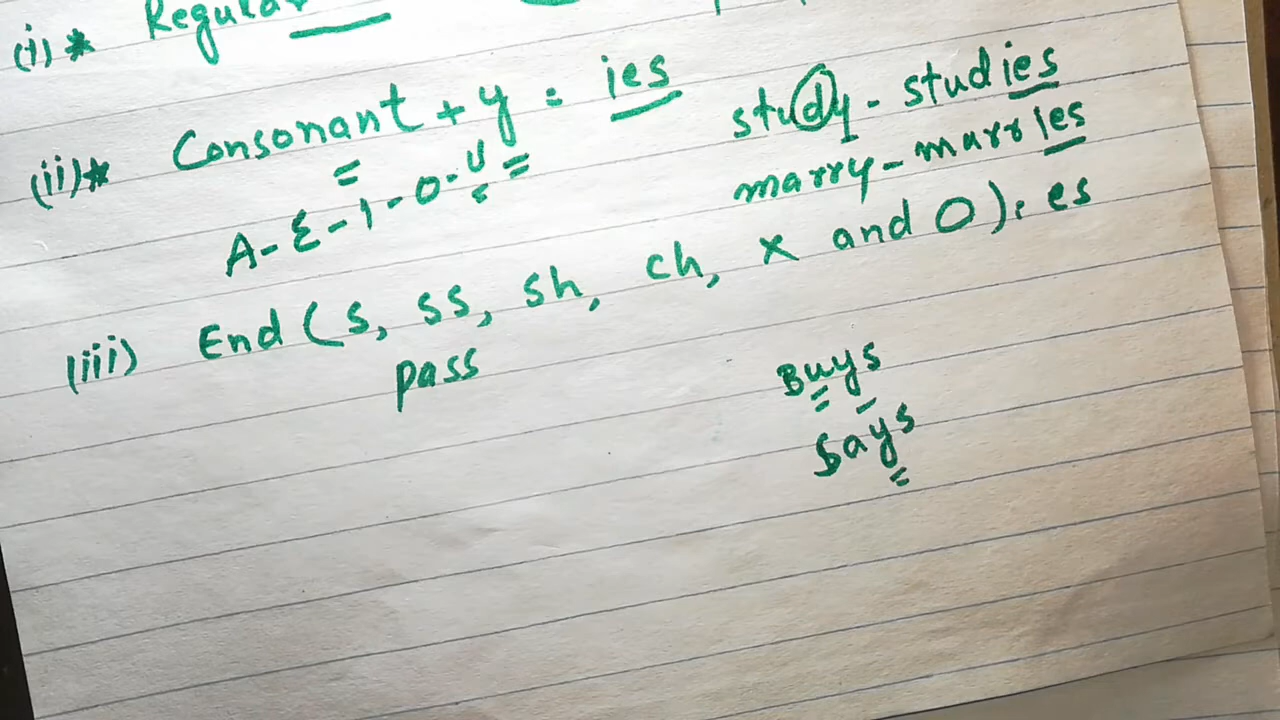 (i)* Regular
(ii)* Consonant + y = ies study - studies
A-E-I-O-U marry - marries
(iii) End (s, ss, sh, ch, x and O): es
pass Buys
Says